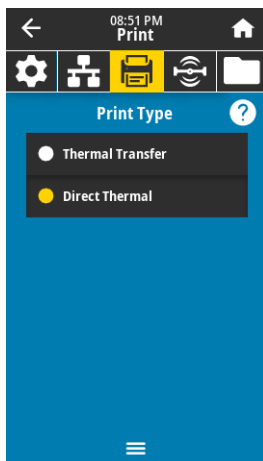 08:51 PM
Print
Print Type
?
Thermal Transfer
Direct Thermal